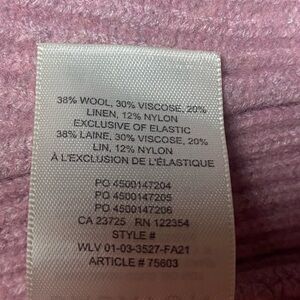 38% WOOL, 30% VISCOSE, 20%
LINEN, 12% NYLON
EXCLUSIVE OF ELASTIC
38% LAINE, 30% VISCOSE, 20%
LIN, 12% NYLON
À L'EXCLUSION DE L'ÉLASTIQUE
PO 4500147204
PO 4500147205
PO 4500147206
CA 23725 RN 122354
STYLE #
WLV 01-03-3527-FA21
ARTICLE # 75603